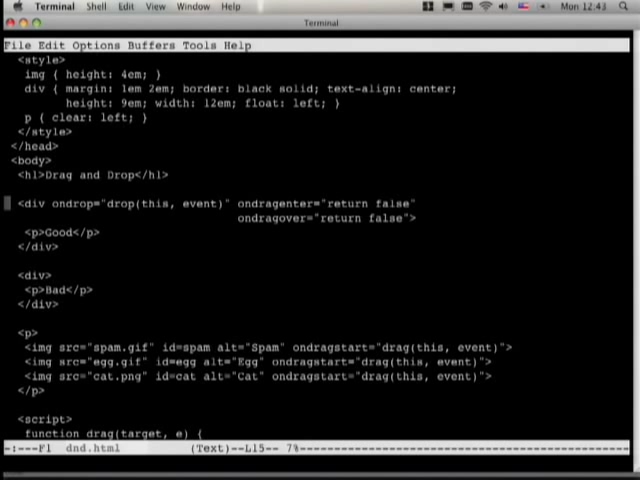 Terminal Shell Edit View Window Help Mon 12:43
Terminal
File Edit Options Buffers Tools Help
<style>
img { height: 4em; }
div { margin: 1em 2em; border: black solid; text-align: center;
height: 9em; width: 12em; float: left; }
p { clear: left; }
</style>
</head>
<body>
<h1>Drag and Drop</h1>
<div ondrop="drop(this, event)" ondragenter="return false"
ondragover="return false">
<p>Good</p>
</div>
<div>
<p>Bad</p>
</div>
<p>
<img src="spam.gif" id=spam alt="Spam" ondragstart="drag(this, event)">
<img src="egg.gif" id=egg alt="Egg" ondragstart="drag(this, event)">
<img src="cat.png" id=cat alt="Cat" ondragstart="drag(this, event)">
</p>
<script>
function drag(target, e) {
-:---F1 dnd.html (Text)--L15-- 7%--------------------------------------------------